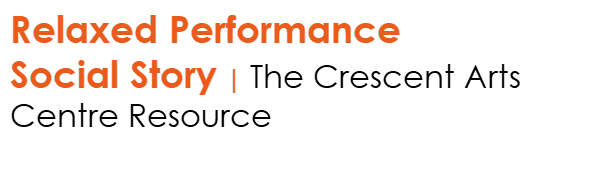 Relaxed Performance
Social Story | The Crescent Arts
Centre Resource